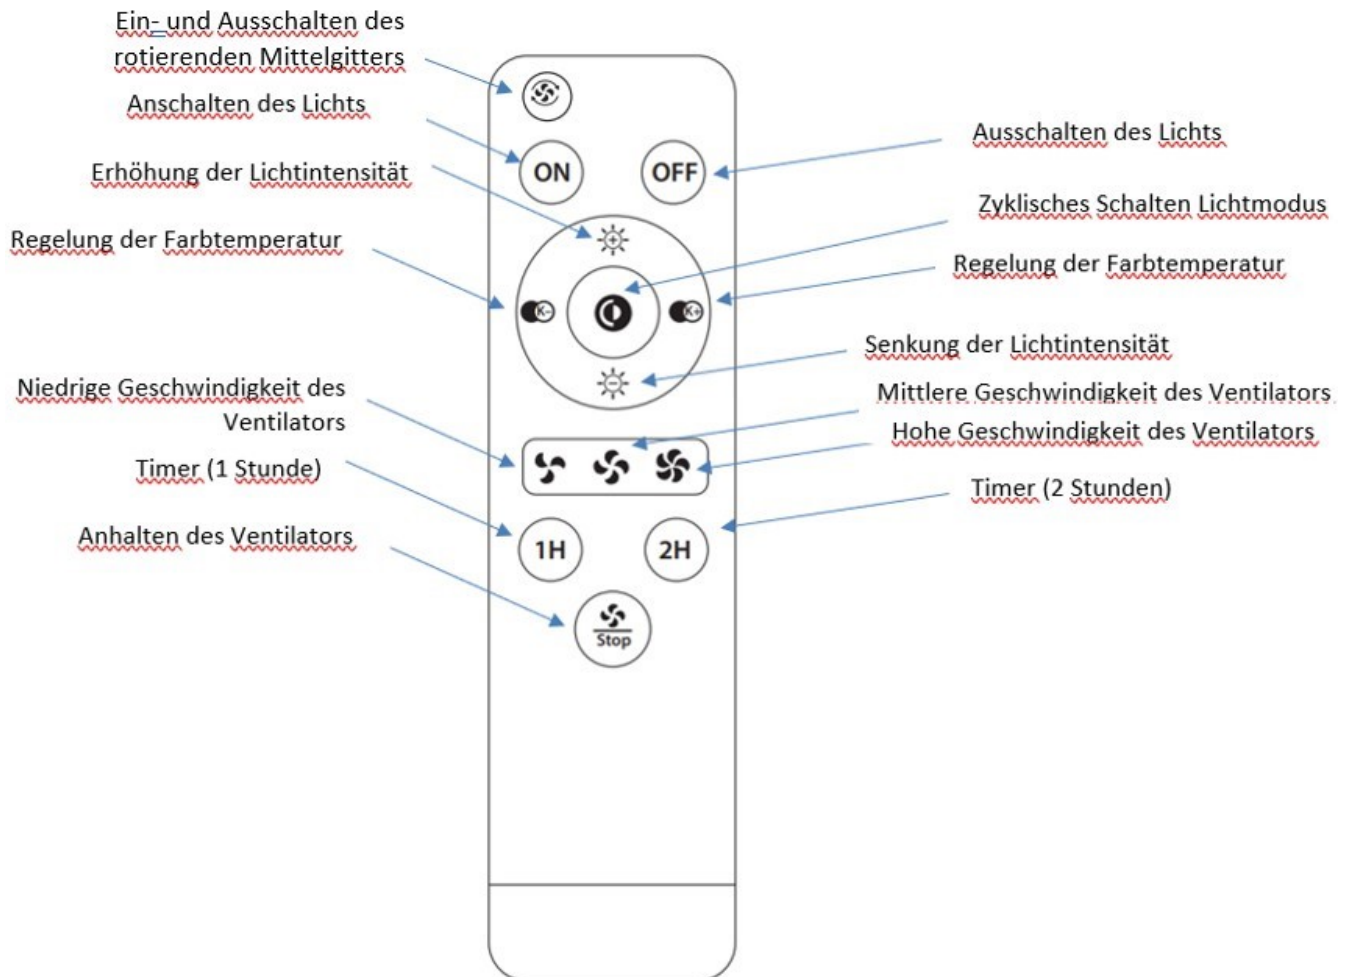 Ein- und Ausschalten des
rotierenden Mittelgitters
Anschalten des Lichts
Erhöhung der Lichtintensität
Regelung der Farbtemperatur
Niedrige Geschwindigkeit des
Ventilators
Timer (1 Stunde)
Anhalten des Ventilators
ON
OFF
K-
K+
1H
2H
Stop
Ausschalten des Lichts
Zyklisches Schalten Lichtmodus
Regelung der Farbtemperatur
Senkung der Lichtintensität
Mittlere Geschwindigkeit des Ventilators
Hohe Geschwindigkeit des Ventilators
Timer (2 Stunden)